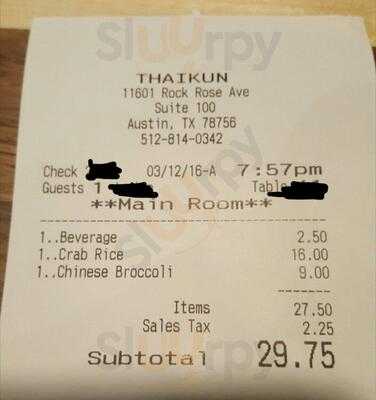 Slurrpy
THAIKUN
11601 Rock Rose Ave
Suite 100
Austin, TX 78756
512-814-0342
Check 03/12/16-A 7:57pm
Guests 1 Table
**Main Room**
1..Beverage 2.50
1..Crab Rice 16.00
1..Chinese Broccoli 9.00
Items 27.50
Sales Tax 2.25
Subtotal 29.75